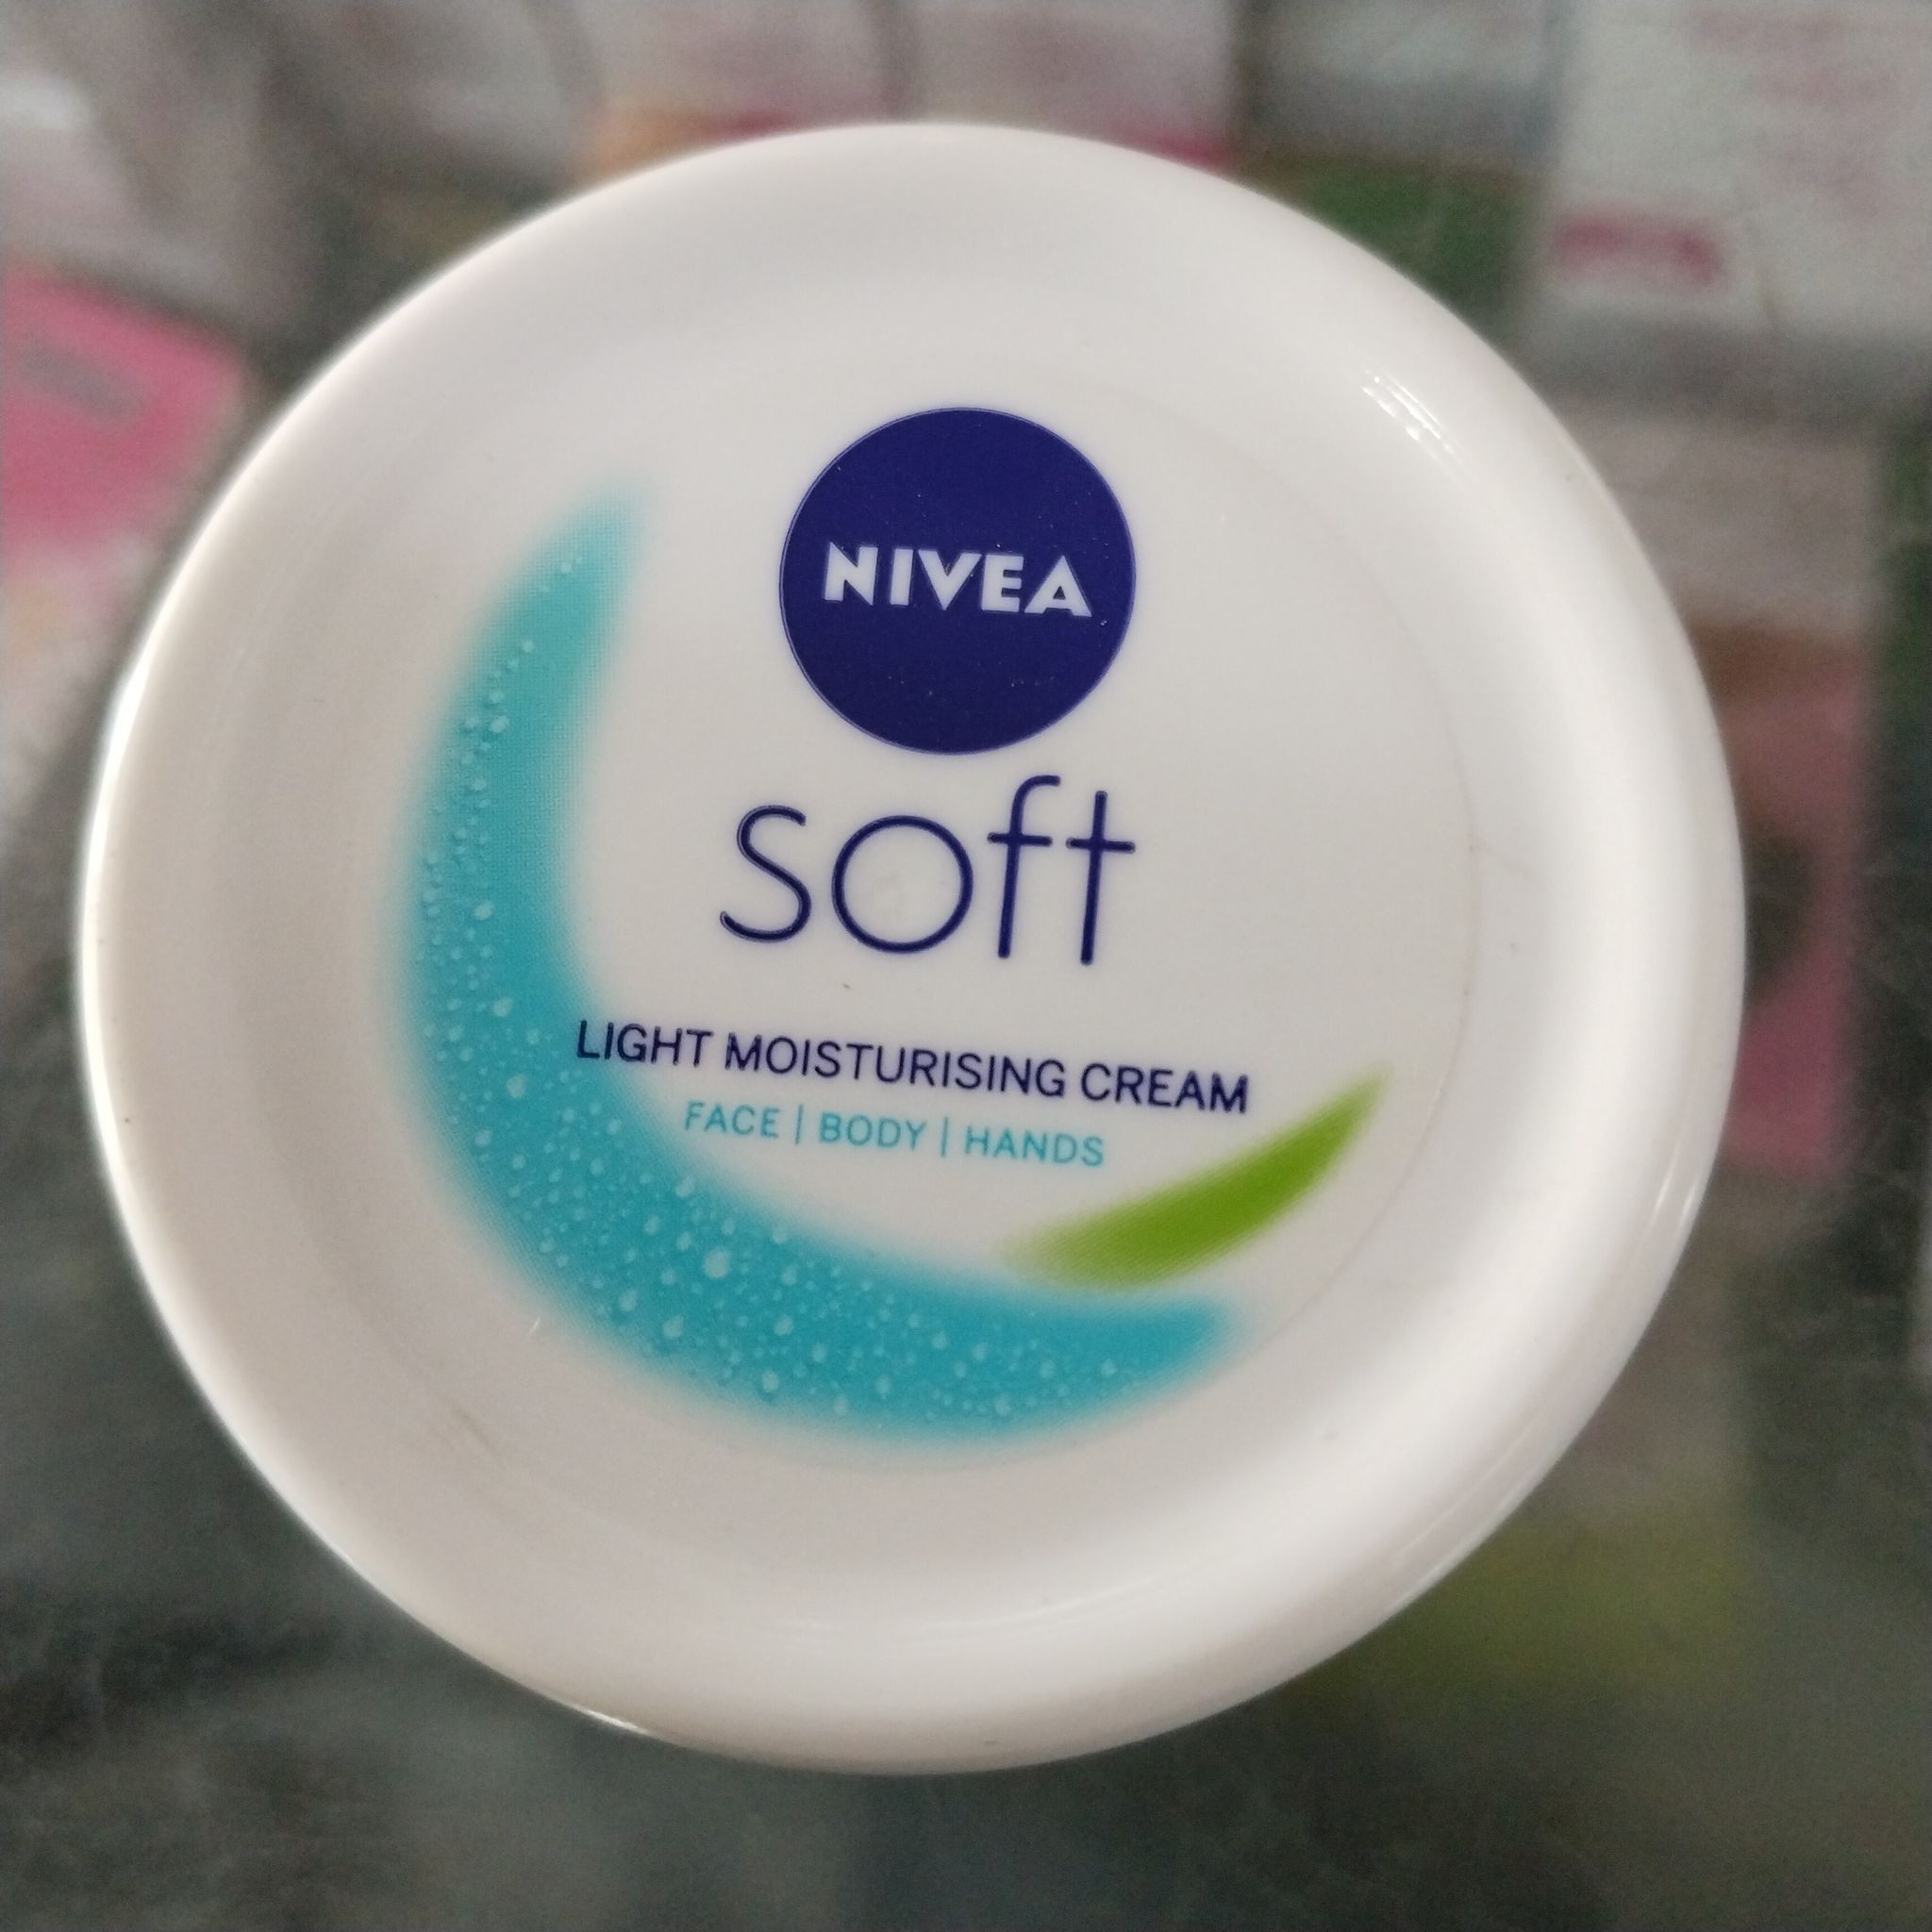 NIVEA
soft
LIGHT MOISTURISING CREAM
FACE | BODY | HANDS